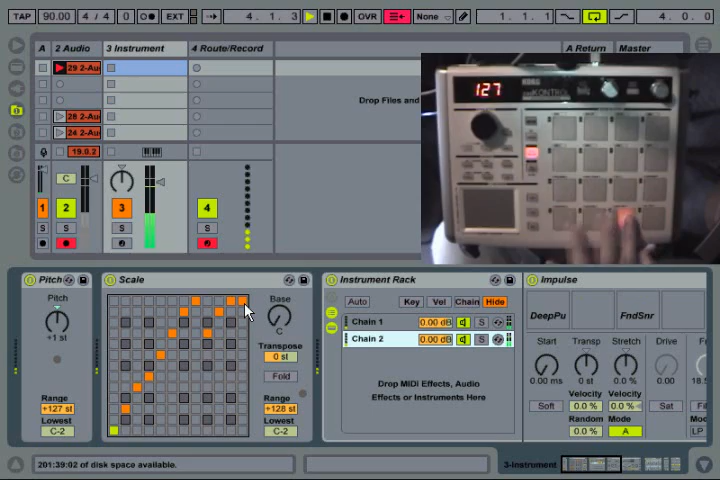 TAP 90.00 4 / 4 0 EXT 4. 1. 3 OVR None 1. 1. 1 4. 0. 0
A 2 Audio 3 Instrument 4 Route/Record A Return Master
29 2-Au
Drop Files and
28 2-Au
24 2-Au
19.0.2
C
1 2 3 4
S S S S
127
KORG
Pitch Scale Instrument Rack Impulse
Pitch
+1 st
Range
+127 st
Lowest
C-2
Base
C
Transpose
0 st
Fold
Range
+128 st
Lowest
C-2
Auto Key Vel Chain Hide
Chain 1 0.00 dB S
Chain 2 0.00 dB S
Drop MIDI Effects, Audio
Effects or Instruments Here
DeepPu FndSnr
Start Transp Stretch Drive
0.00 ms 0 st 0.0 %
Soft Velocity Velocity Sat
0.0 % 0.0 %
Random Mode
0.0 % A LP
201:39:02 of disk space available.
3-Instrument